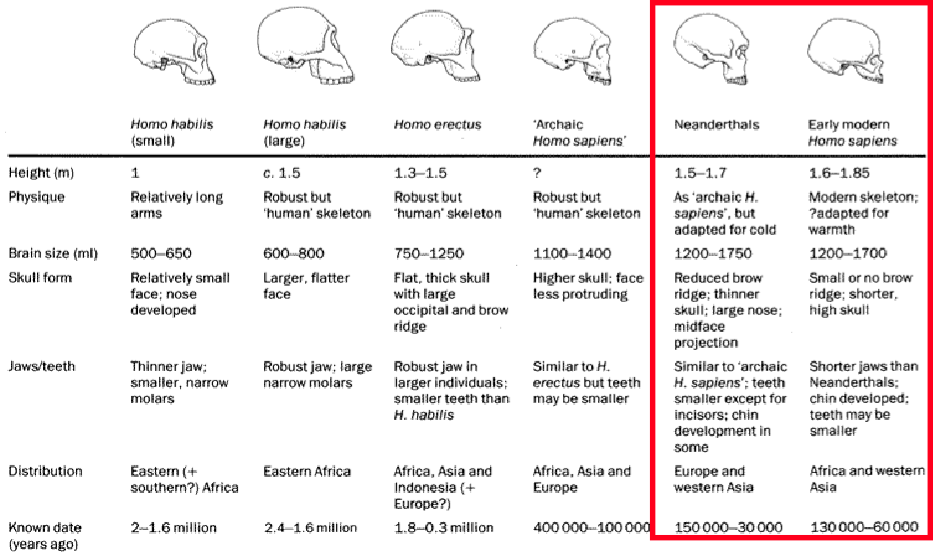 Homo habilis
(small)
Homo habilis
(large)
Homo erectus
'Archaic
Homo sapiens'
Neanderthals
Early modern
Homo sapiens
Height (m)
1
c. 1.5
1.3–1.5
?
1.5–1.7
1.6–1.85
Physique
Relatively long
arms
Robust but
'human' skeleton
Robust but
'human' skeleton
Robust but
'human' skeleton
As 'archaic H.
sapiens', but
adapted for cold
Modern skeleton;
?adapted for
warmth
Brain size (ml)
500–650
600–800
750–1250
1100–1400
1200–1750
1200–1700
Skull form
Relatively small
face; nose
developed
Larger, flatter
face
Flat, thick skull
with large
occipital and brow
ridge
Higher skull; face
less protruding
Reduced brow
ridge; thinner
skull; large nose;
midface
projection
Small or no brow
ridge; shorter,
high skull
Jaws/teeth
Thinner jaw;
smaller, narrow
molars
Robust jaw; large
narrow molars
Robust jaw in
larger individuals;
smaller teeth than
H. habilis
Similar to H.
erectus but teeth
may be smaller
Similar to 'archaic
H. sapiens'; teeth
smaller except for
incisors; chin
development in
some
Shorter jaws than
Neanderthals;
chin developed;
teeth may be
smaller
Distribution
Eastern (+
southern?) Africa
Eastern Africa
Africa, Asia and
Indonesia (+
Europe?)
Africa, Asia and
Europe
Europe and
western Asia
Africa and western
Asia
Known date
(years ago)
2–1.6 million
2.4–1.6 million
1.8–0.3 million
400 000–100 000
150 000–30 000
130 000–60 000